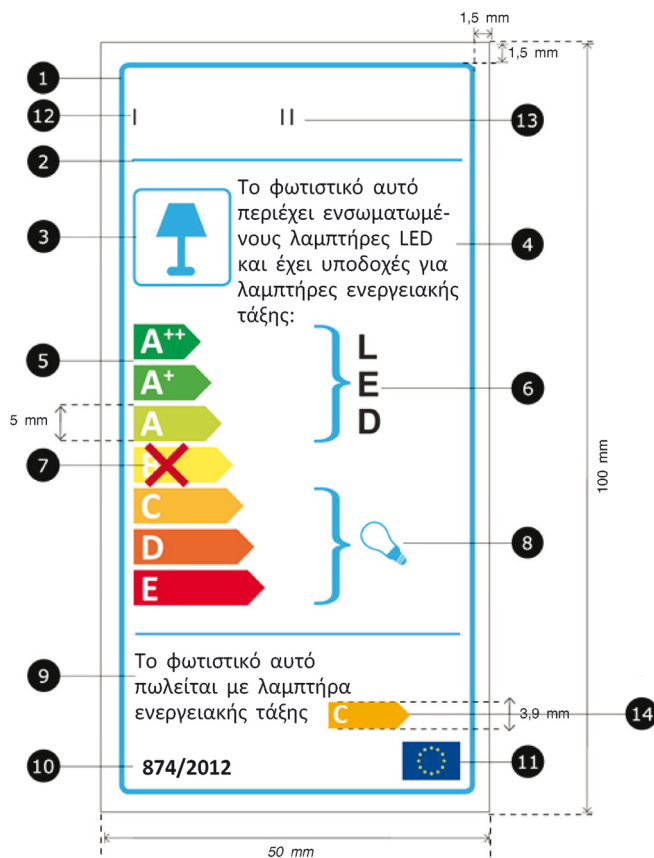 1,5 mm
1,5 mm
1
12
I
II
13
2
Το φωτιστικό αυτό
περιέχει ενσωματωμέ-
νους λαμπτήρες LED
και έχει υποδοχές για
λαμπτήρες ενεργειακής
τάξης:
3
4
A++
A+
A
B
C
D
E
L
E
D
5
6
5 mm
7
8
100 mm
9
Το φωτιστικό αυτό
πωλείται με λαμπτήρα
ενεργειακής τάξης
C
3,9 mm
14
10
874/2012
11
50 mm